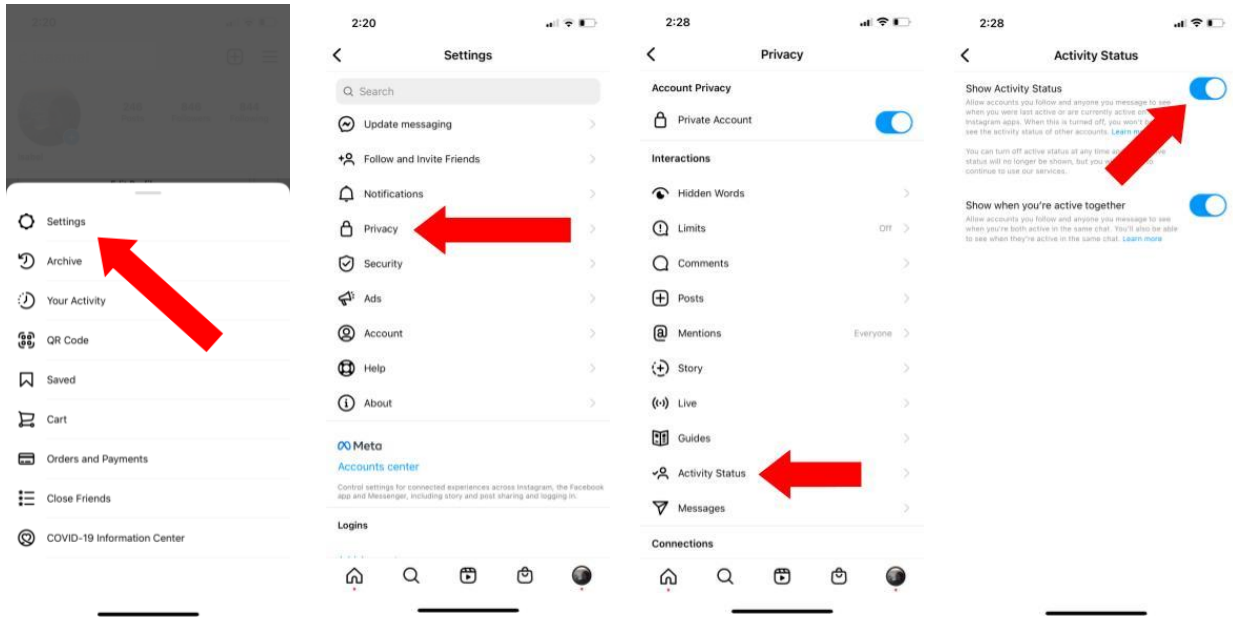 2:20
Settings
Archive
Your Activity
QR Code
Saved
Cart
Orders and Payments
Close Friends
COVID-19 Information Center
2:20
Settings
Search
Update messaging
Follow and Invite Friends
Notifications
Privacy
Security
Ads
Account
Help
About
Meta
Accounts center
Control settings for connected experiences across Instagram, the Facebook
app and Messenger, including story and post sharing and logging in.
Logins
2:28
Privacy
Account Privacy
Private Account
Interactions
Hidden Words
Limits Off
Comments
Posts
Mentions Everyone
Story
Live
Guides
Activity Status
Messages
Connections
2:28
Activity Status
Show Activity Status
Allow accounts you follow and anyone you message to see
when you were last active or are currently active on
Instagram apps. When this is turned off, you won't
see the activity status of other accounts. Learn
You can turn off active status at any time
status will no longer be shown, but you
continue to use our services.
Show when you're active together
Allow accounts you follow and anyone you message to see
when you're both active in the same chat. You'll also be able
to see when they're active in the same chat. Learn more